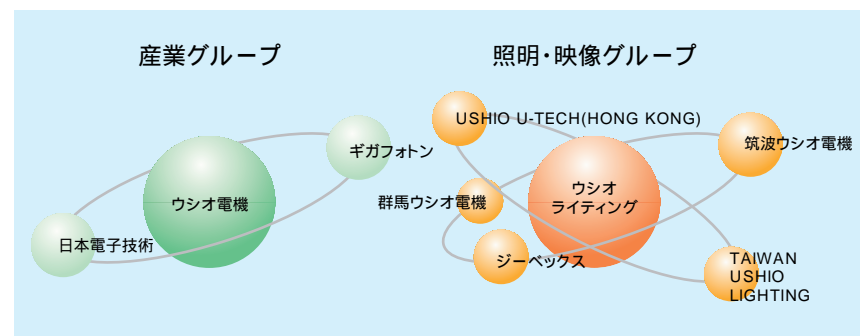 産業グループ
照明・映像グループ
USHIO U-TECH(HONG KONG)
筑波ウシオ電機
ギガフォトン
ウシオ電機
ウシオ
ライティング
群馬ウシオ電機
日本電子技術
ジーベックス
TAIWAN
USHIO
LIGHTING